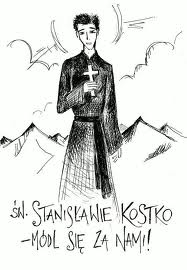 ŚW. STANISŁAWIE KOSTKO
-MÓDL SIĘ ZA NAMI!